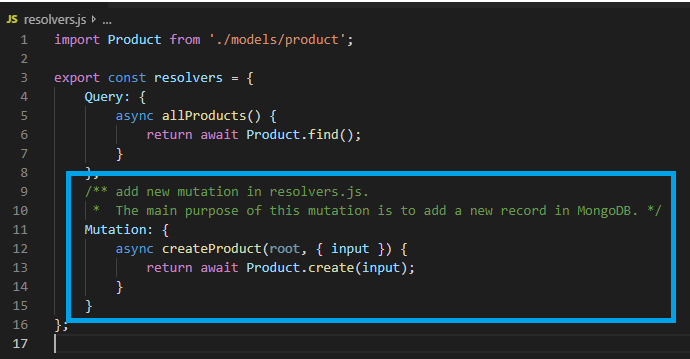 JS resolvers.js > ...
1 import Product from './models/product';
2
3 export const resolvers = {
4 Query: {
5 async allProducts() {
6 return await Product.find();
7 }
8 },
9 /** add new mutation in resolvers.js.
10 * The main purpose of this mutation is to add a new record in MongoDB. */
11 Mutation: {
12 async createProduct(root, { input }) {
13 return await Product.create(input);
14 }
15 }
16 };
17